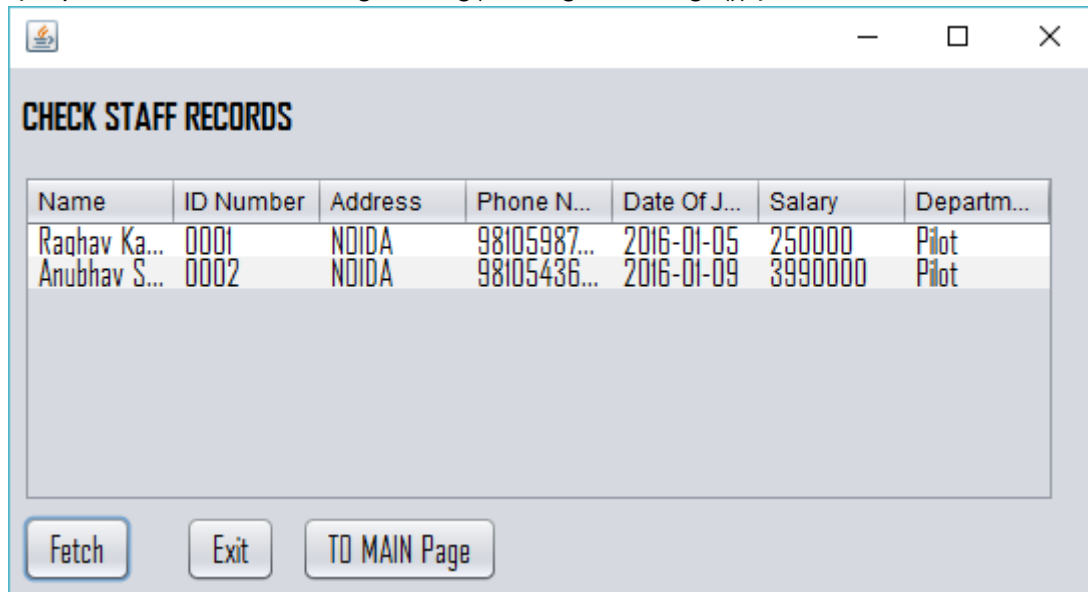 CHECK STAFF RECORDS
Name ID Number Address Phone N... Date Of J... Salary Departm...
Raghav Ka... 0001 NOIDA 98105987... 2016-01-05 250000 Pilot
Anubhav S... 0002 NOIDA 98105436... 2016-01-09 3990000 Pilot
Fetch Exit TO MAIN Page